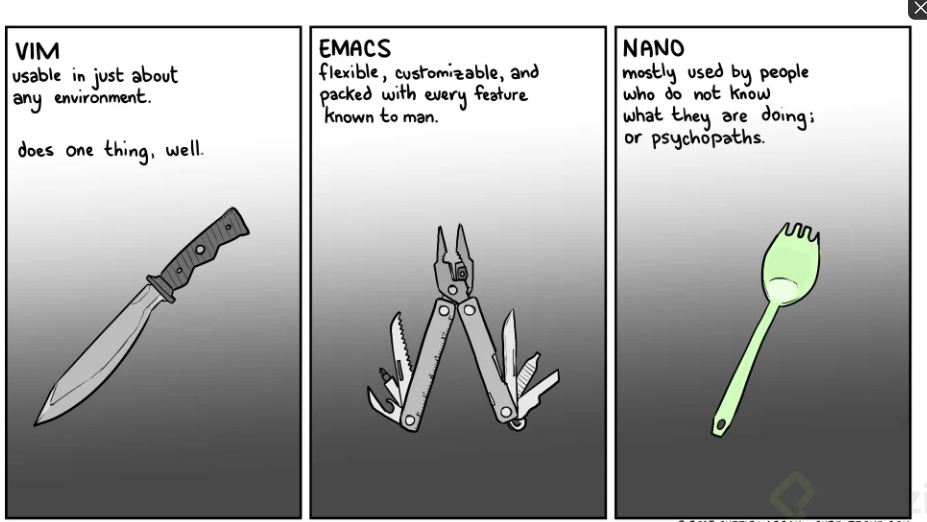 VIM
usable in just about
any environment.
does one thing, well.
EMACS
flexible, customizable, and
packed with every feature
known to man.
NANO
mostly used by people
who do not know
what they are doing;
or psychopaths.